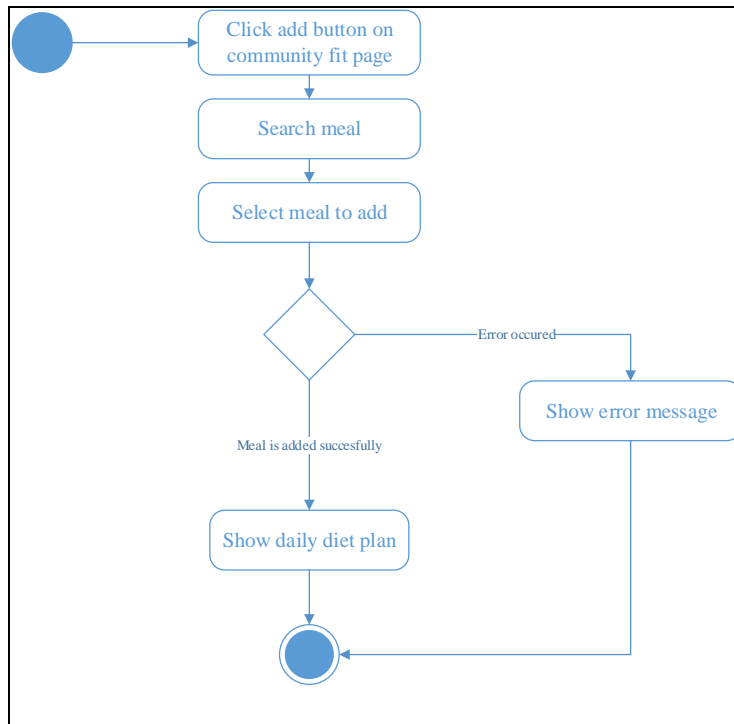 Click add button on
community fit page
Search meal
Select meal to add
Error occured
Show error message
Meal is added succesfully
Show daily diet plan